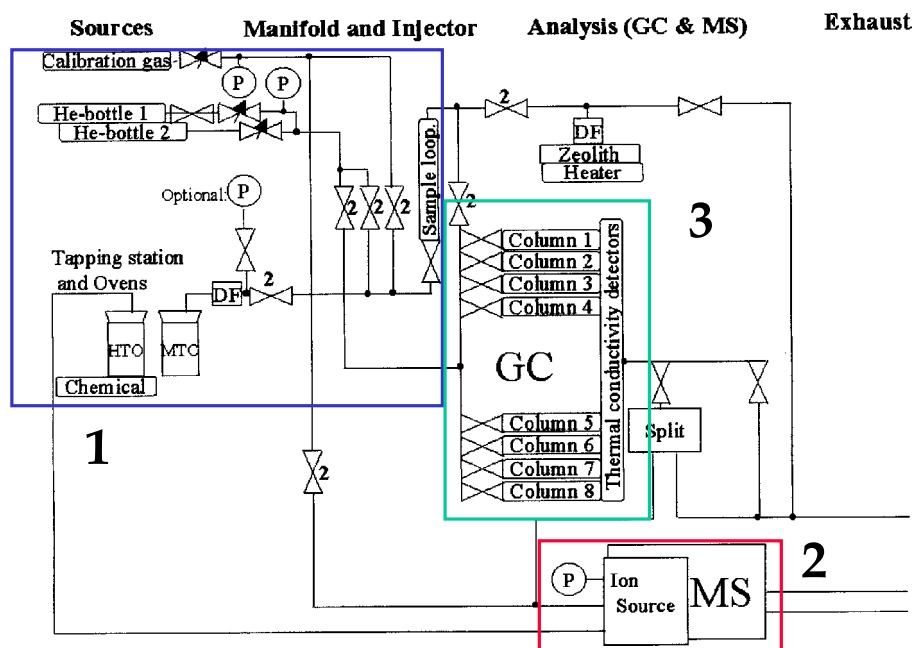 Sources
Manifold and Injector
Analysis (GC & MS)
Exhaust
Calibration gas
P
P
He-bottle 1
He-bottle 2
2
DF
Zeolith
Heater
Sample loop.
Optional:
P
2
2
2
2
3
Tapping station
and Ovens
2
DF
HTO
MTC
Chemical
Column 1
Column 2
Column 3
Column 4
GC
Thermal conductivity detectors
Column 5
Column 6
Column 7
Column 8
Split
1
2
2
P
Ion
Source
MS